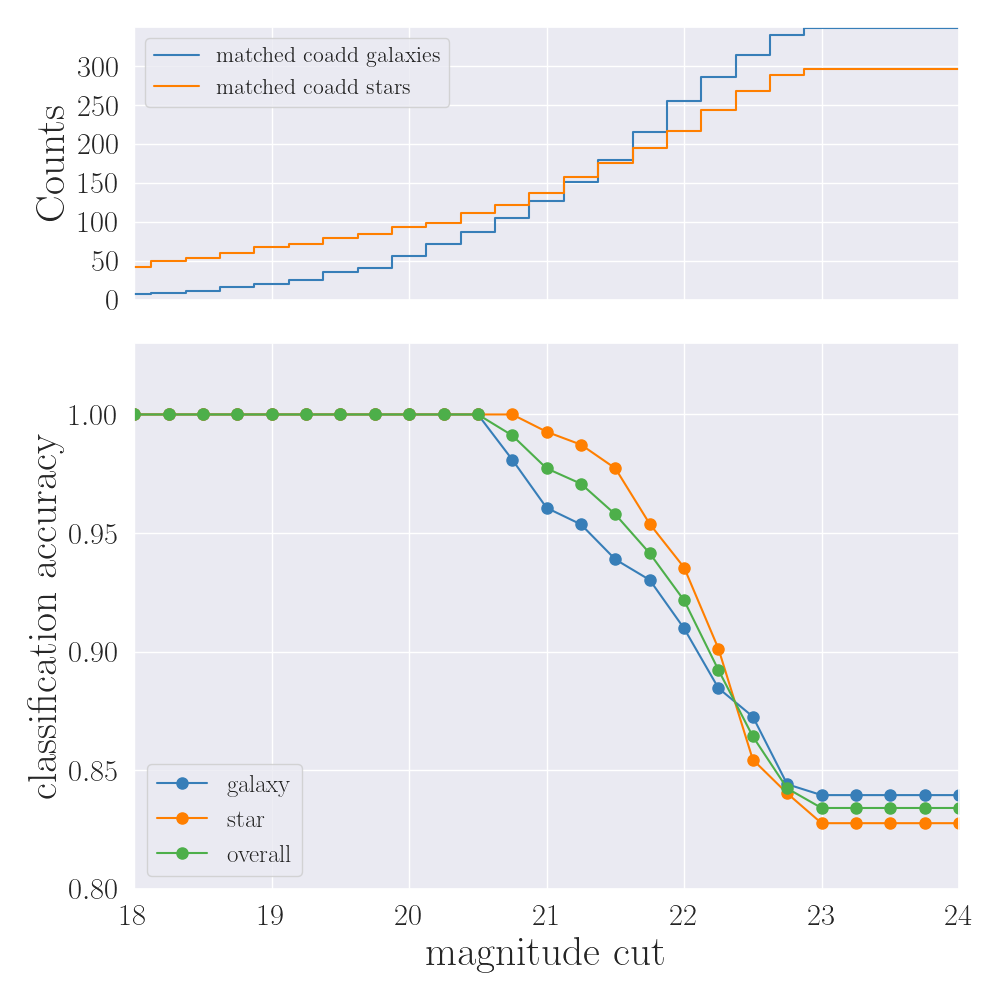 Counts
300
250
200
150
100
50
0
matched coadd galaxies
matched coadd stars
classification accuracy
1.00
0.95
0.90
0.85
0.80
galaxy
star
overall
18 19 20 21 22 23 24
magnitude cut